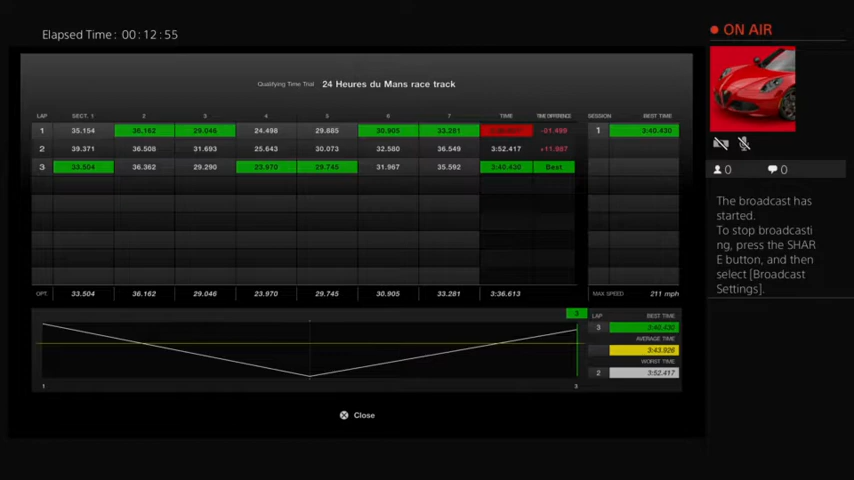 Elapsed Time : 00:12:55
ON AIR
Qualifying Time Trial 24 Heures du Mans race track
LAP SECT. 1 2 3 4 5 6 7 TIME TIME DIFFERENCE SESSION BEST TIME
1 35.154 36.162 29.046 24.498 29.885 30.905 33.281 -01.499 1 3:40.430
2 39.371 36.508 31.693 25.643 30.073 32.580 36.549 3:52.417 +11.987
3 33.504 36.362 29.290 23.970 29.745 31.967 35.592 3:40.430 Best
OPT. 33.504 36.162 29.046 23.970 29.745 30.905 33.281 3:36.613 MAX SPEED 211 mph
3 LAP BEST TIME
3 3:40.430
AVERAGE TIME
3:43.926
WORST TIME
2 3:52.417
1 3
Close
0 0
The broadcast has
started.
To stop broadcasti
ng, press the SHAR
E button, and then
select [Broadcast
Settings].